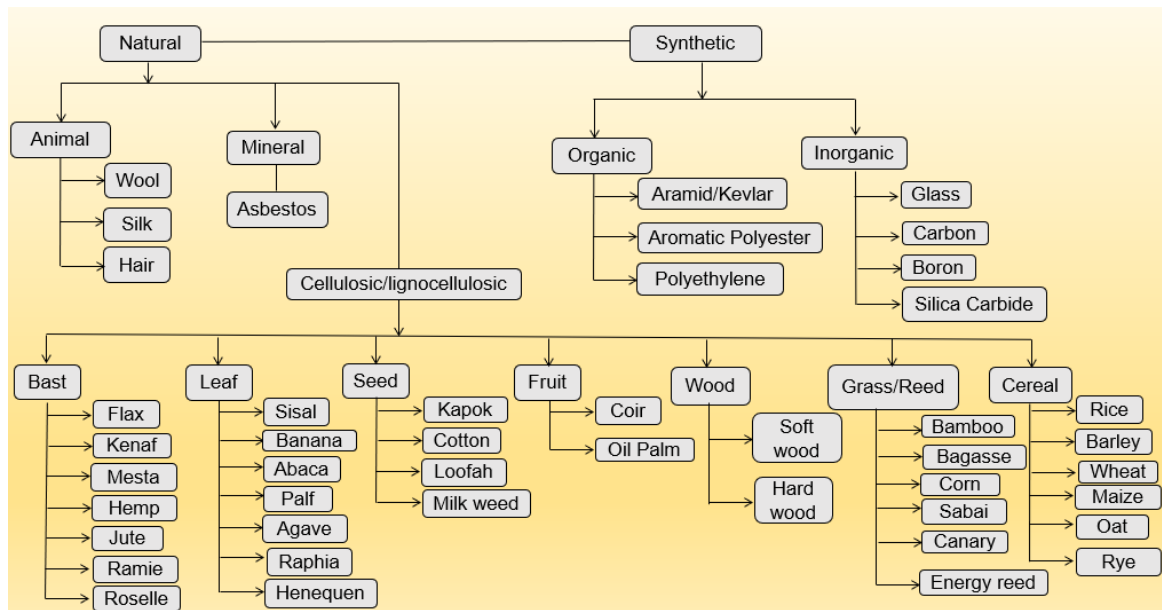 Natural
Synthetic
Animal
Wool
Silk
Hair
Mineral
Asbestos
Cellulosic/lignocellulosic
Organic
Aramid/Kevlar
Aromatic Polyester
Polyethylene
Inorganic
Glass
Carbon
Boron
Silica Carbide
Bast
Flax
Kenaf
Mesta
Hemp
Jute
Ramie
Roselle
Leaf
Sisal
Banana
Abaca
Palf
Agave
Raphia
Henequen
Seed
Kapok
Cotton
Loofah
Milk weed
Fruit
Coir
Oil Palm
Wood
Soft
wood
Hard
wood
Grass/Reed
Bamboo
Bagasse
Corn
Sabai
Canary
Energy reed
Cereal
Rice
Barley
Wheat
Maize
Oat
Rye